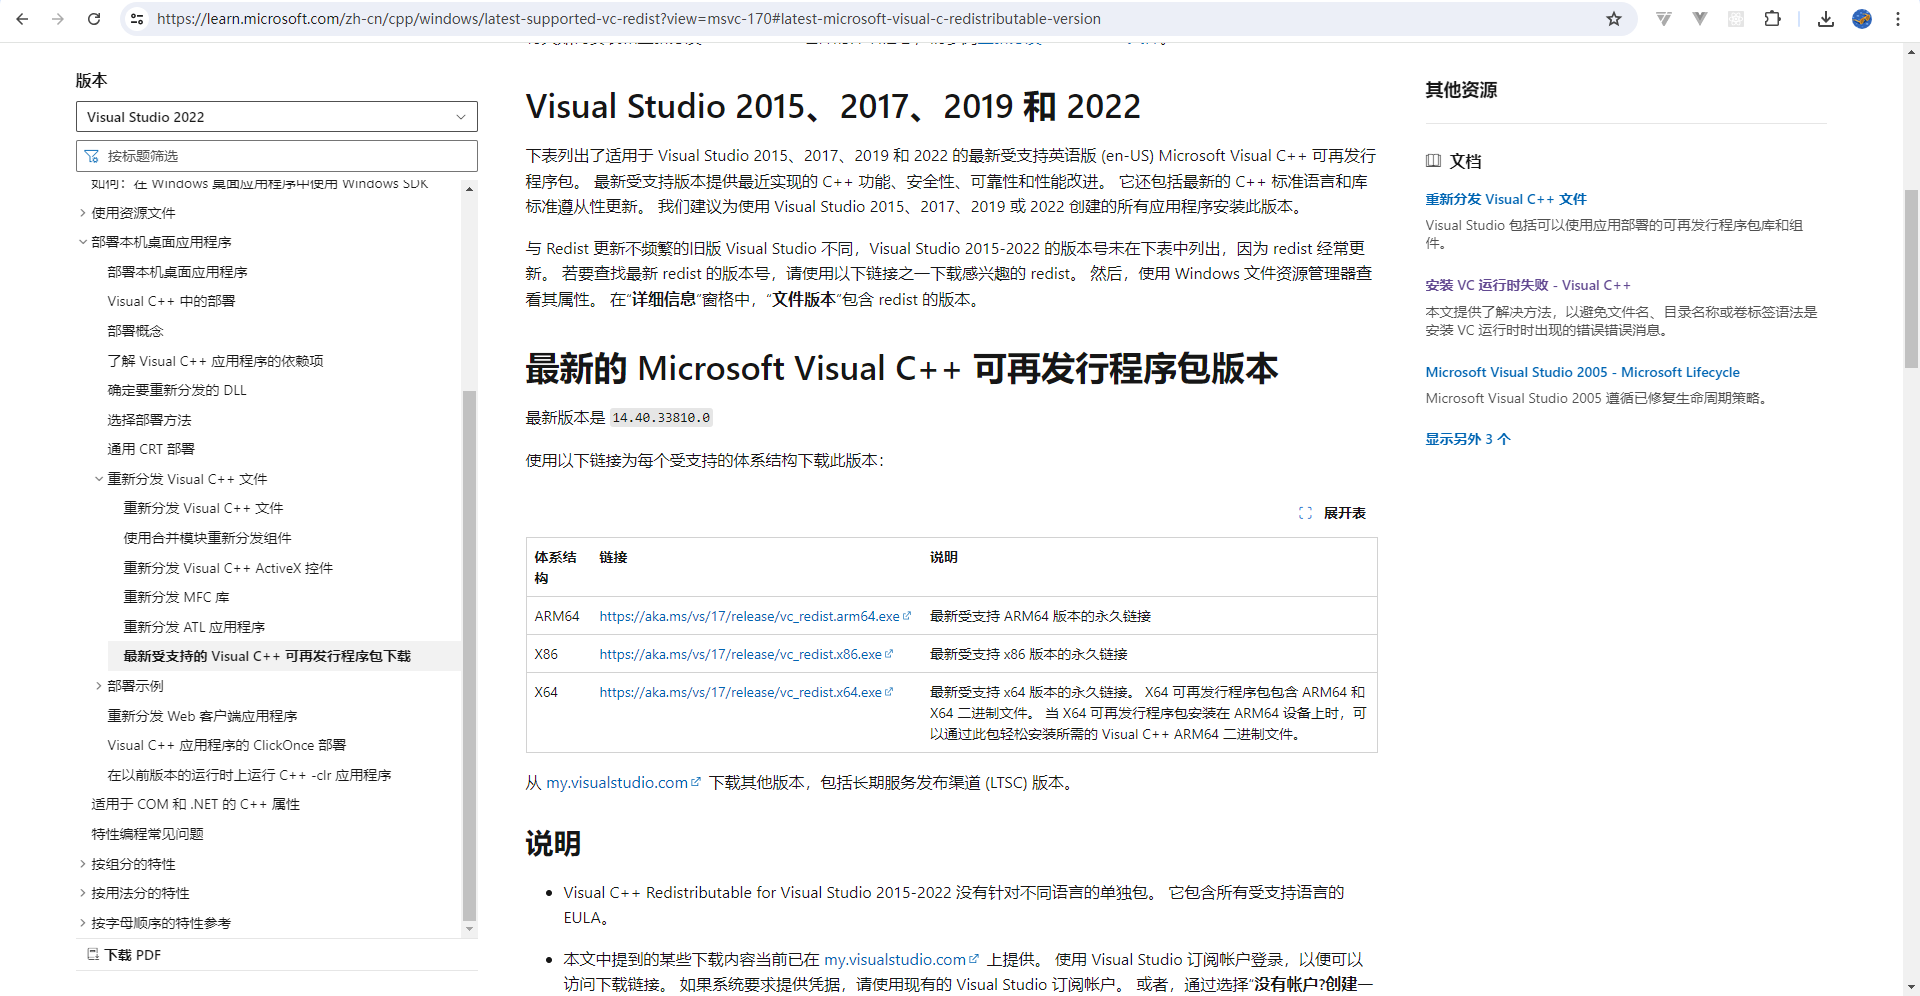 https://learn.microsoft.com/zh-cn/cpp/windows/latest-supported-vc-redist?view=msvc-170#latest-microsoft-visual-c-redistributable-version
版本
Visual Studio 2022
按标题筛选
如何：在 Windows 桌面应用程序中使用 Windows SDK
使用资源文件
部署本机桌面应用程序
部署本机桌面应用程序
Visual C++ 中的部署
部署概念
了解 Visual C++ 应用程序的依赖项
确定要重新分发的 DLL
选择部署方法
通用 CRT 部署
重新分发 Visual C++ 文件
重新分发 Visual C++ 文件
使用合并模块重新分发组件
重新分发 Visual C++ ActiveX 控件
重新分发 MFC 库
重新分发 ATL 应用程序
最新受支持的 Visual C++ 可再发行程序包下载
部署示例
重新分发 Web 客户端应用程序
Visual C++ 应用程序的 ClickOnce 部署
在以前版本的运行时上运行 C++ -clr 应用程序
适用于 COM 和 .NET 的 C++ 属性
特性编程常见问题
按组分的特性
按用法分的特性
按字母顺序的特性参考
下载 PDF
Visual Studio 2015、2017、2019 和 2022
下表列出了适用于 Visual Studio 2015、2017、2019 和 2022 的最新受支持英语版 (en-US) Microsoft Visual C++ 可再发行
程序包。 最新受支持版本提供最近实现的 C++ 功能、安全性、可靠性和性能改进。 它还包括最新的 C++ 标准语言和库
标准遵从性更新。 我们建议为使用 Visual Studio 2015、2017、2019 或 2022 创建的所有应用程序安装此版本。
与 Redist 更新不频繁的旧版 Visual Studio 不同，Visual Studio 2015-2022 的版本号未在下表中列出，因为 redist 经常更
新。 若要查找最新 redist 的版本号，请使用以下链接之一下载感兴趣的 redist。 然后，使用 Windows 文件资源管理器查
看其属性。 在“详细信息”窗格中，“文件版本”包含 redist 的版本。
最新的 Microsoft Visual C++ 可再发行程序包版本
最新版本是 14.40.33810.0
使用以下链接为每个受支持的体系结构下载此版本：
展开表
体系结构 链接 说明
ARM64 https://aka.ms/vs/17/release/vc_redist.arm64.exe 最新受支持 ARM64 版本的永久链接
X86 https://aka.ms/vs/17/release/vc_redist.x86.exe 最新受支持 x86 版本的永久链接
X64 https://aka.ms/vs/17/release/vc_redist.x64.exe 最新受支持 x64 版本的永久链接。 X64 可再发行程序包包含 ARM64 和
X64 二进制文件。 当 X64 可再发行程序包安装在 ARM64 设备上时，可
以通过此包轻松安装所需的 Visual C++ ARM64 二进制文件。
从 my.visualstudio.com 下载其他版本，包括长期服务发布渠道 (LTSC) 版本。
说明
Visual C++ Redistributable for Visual Studio 2015-2022 没有针对不同语言的单独包。 它包含所有受支持语言的
EULA。
本文中提到的某些下载内容当前已在 my.visualstudio.com 上提供。 使用 Visual Studio 订阅帐户登录，以便可以
访问下载链接。 如果系统要求提供凭据，请使用现有的 Visual Studio 订阅帐户。 或者，通过选择“没有帐户?创建一
其他资源
文档
重新分发 Visual C++ 文件
Visual Studio 包括可以使用应用部署的可再发行程序包库和组
件。
安装 VC 运行时失败 - Visual C++
本文提供了解决方法，以避免文件名、目录名称或卷标签语法是
安装 VC 运行时时出现的错误错误消息。
Microsoft Visual Studio 2005 - Microsoft Lifecycle
Microsoft Visual Studio 2005 遵循已修复生命周期策略。
显示另外 3 个